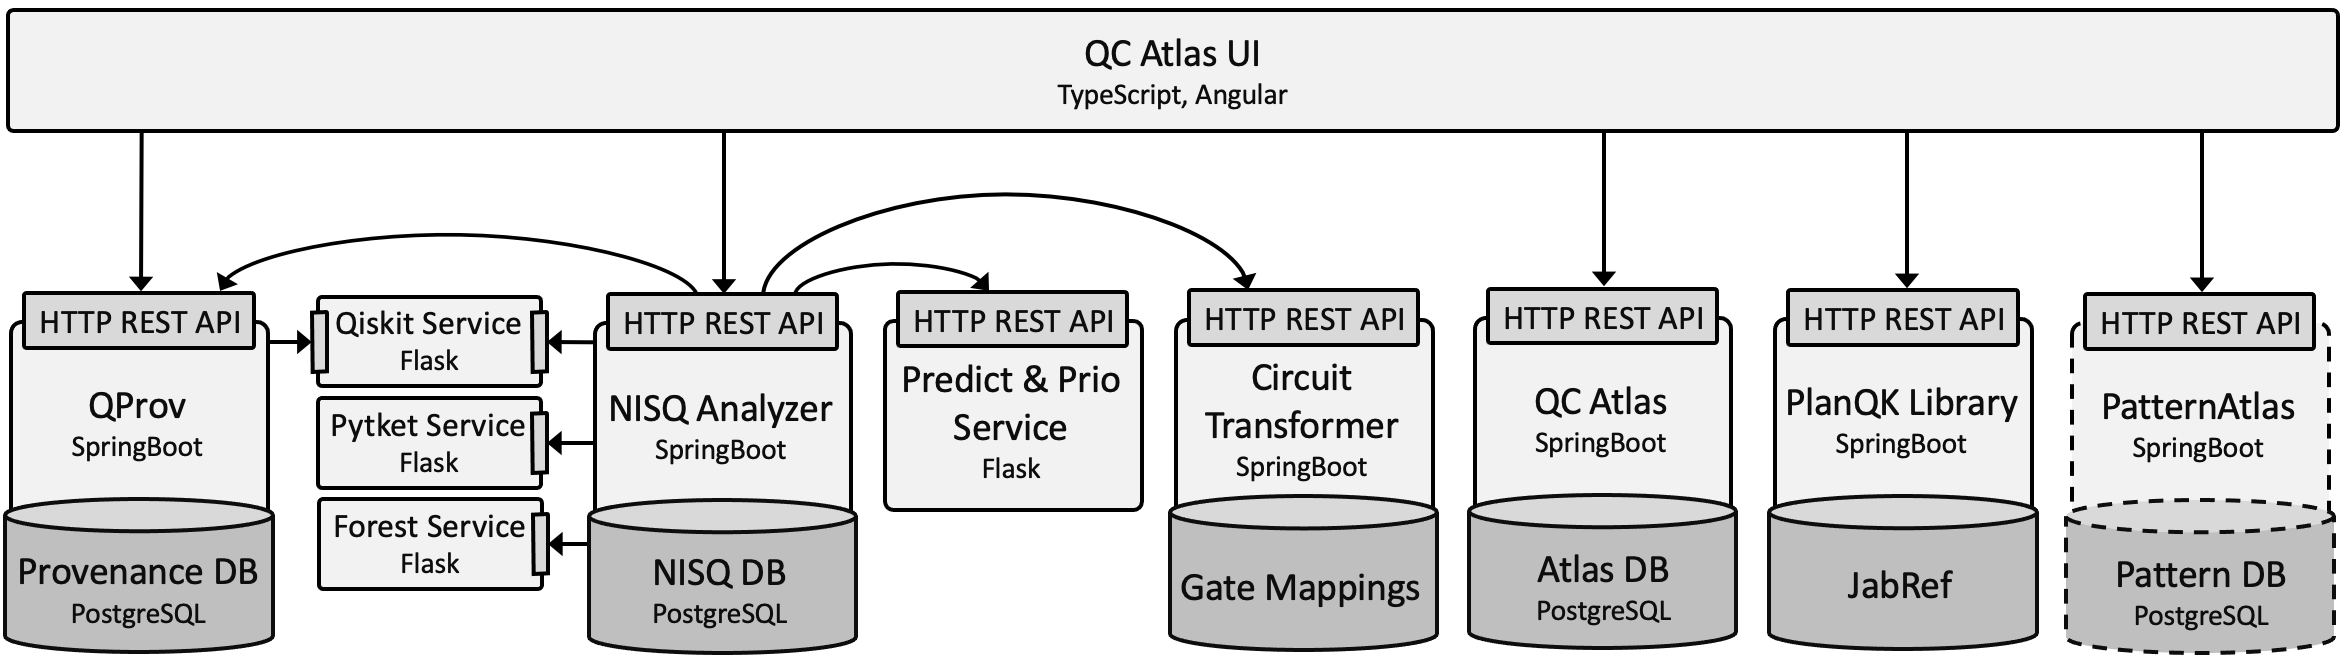 QC Atlas UI
TypeScript, Angular
HTTP REST API
QProv
SpringBoot
Provenance DB
PostgreSQL
Qiskit Service
Flask
Pytket Service
Flask
Forest Service
Flask
HTTP REST API
NISQ Analyzer
SpringBoot
NISQ DB
PostgreSQL
HTTP REST API
Predict & Prio
Service
Flask
HTTP REST API
Circuit
Transformer
SpringBoot
Gate Mappings
HTTP REST API
QC Atlas
SpringBoot
Atlas DB
PostgreSQL
HTTP REST API
PlanQK Library
SpringBoot
JabRef
HTTP REST API
PatternAtlas
SpringBoot
Pattern DB
PostgreSQL